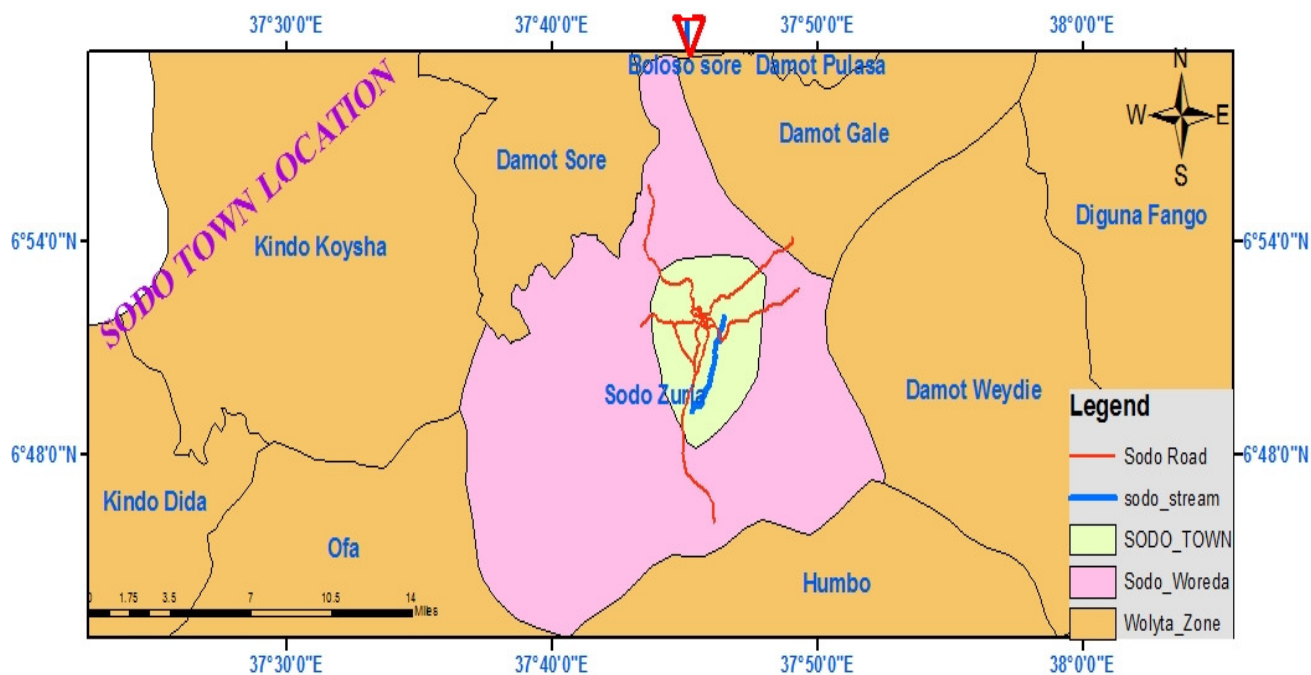 37°30'0"E
37°40'0"E
37°50'0"E
38°0'0"E
Boloso sore
Damot Pulasa
N
W
E
S
Damot Gale
Damot Sore
SODO TOWN LOCATION
Diguna Fango
6°54'0"N
Kindo Koysha
6°54'0"N
Sodo Zuria
Damot Weydie
Legend
Sodo Road
6°48'0"N
6°48'0"N
sodo_stream
Kindo Dida
SODO_TOWN
Ofa
Humbo
Sodo_Woreda
0 1.75 3.5 7 10.5 14
Miles
Wolyta_Zone
37°30'0"E
37°40'0"E
37°50'0"E
38°0'0"E